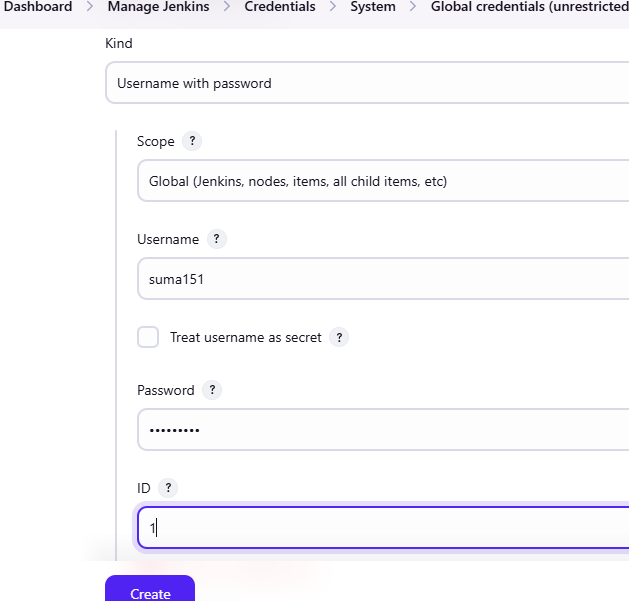 Dashboard > Manage Jenkins > Credentials > System > Global credentials (unrestricted
Kind
Username with password
Scope ?
Global (Jenkins, nodes, items, all child items, etc)
Username ?
suma151
Treat username as secret ?
Password ?
•••••••••
ID ?
1
Create